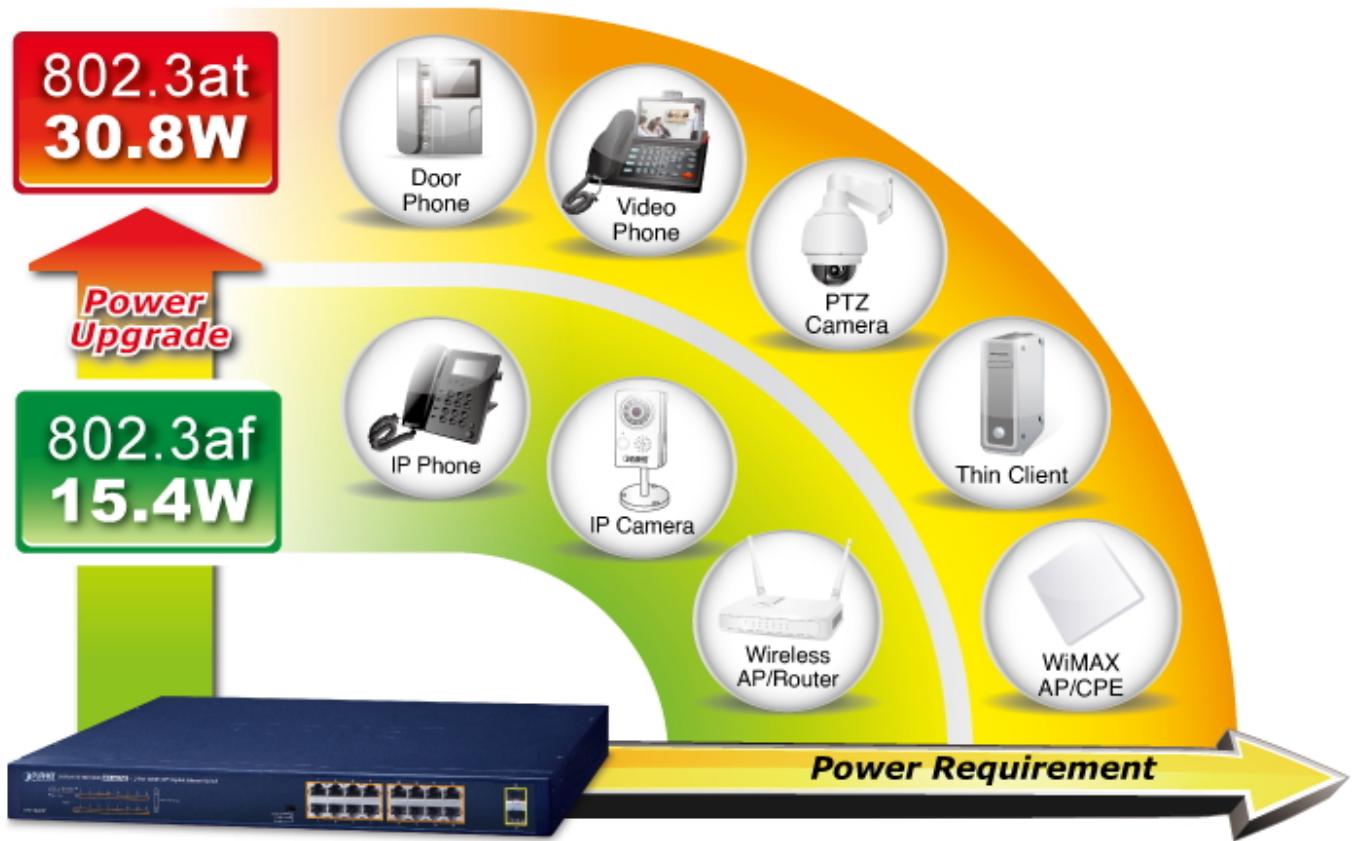 802.3at
30.8W
Power
Upgrade
802.3af
15.4W
Door
Phone
Video
Phone
PTZ
Camera
Thin Client
WiMAX
AP/CPE
IP Phone
IP Camera
Wireless
AP/Router
Power Requirement
PLANET